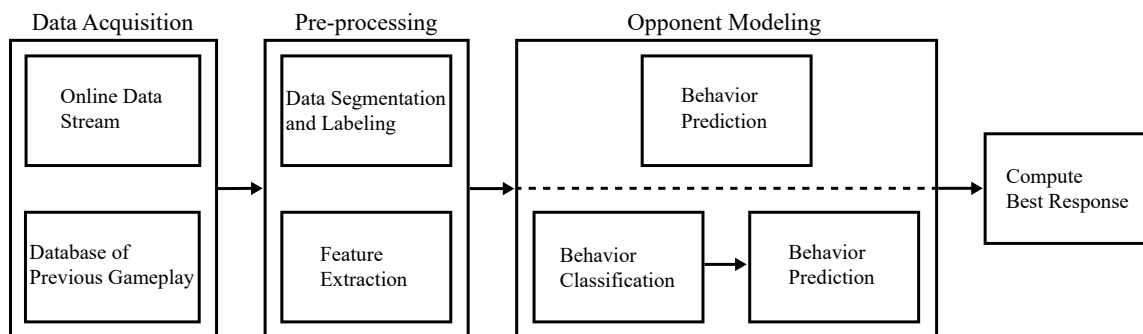 Data Acquisition
Online Data
Stream
Database of
Previous Gameplay
Pre-processing
Data Segmentation
and Labeling
Feature
Extraction
Opponent Modeling
Behavior
Prediction
Behavior
Classification
Behavior
Prediction
Compute
Best Response